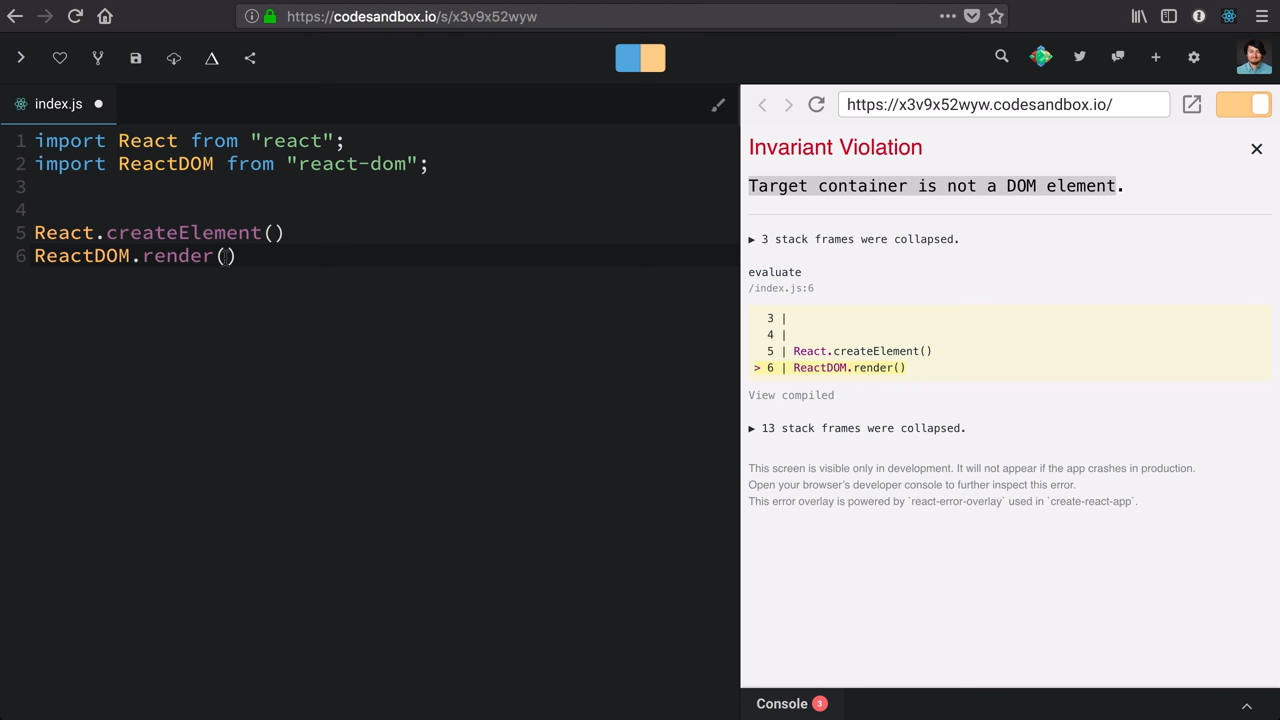 https://codesandbox.io/s/x3v9x52wyw
index.js
1 import React from "react";
2 import ReactDOM from "react-dom";
3
4
5 React.createElement()
6 ReactDOM.render()
https://x3v9x52wyw.codesandbox.io/
Invariant Violation
Target container is not a DOM element.
▶ 3 stack frames were collapsed.
evaluate
/index.js:6
3 |
4 |
5 | React.createElement()
> 6 | ReactDOM.render()
View compiled
▶ 13 stack frames were collapsed.
This screen is visible only in development. It will not appear if the app crashes in production.
Open your browser's developer console to further inspect this error.
This error overlay is powered by `react-error-overlay` used in `create-react-app`.
Console 3